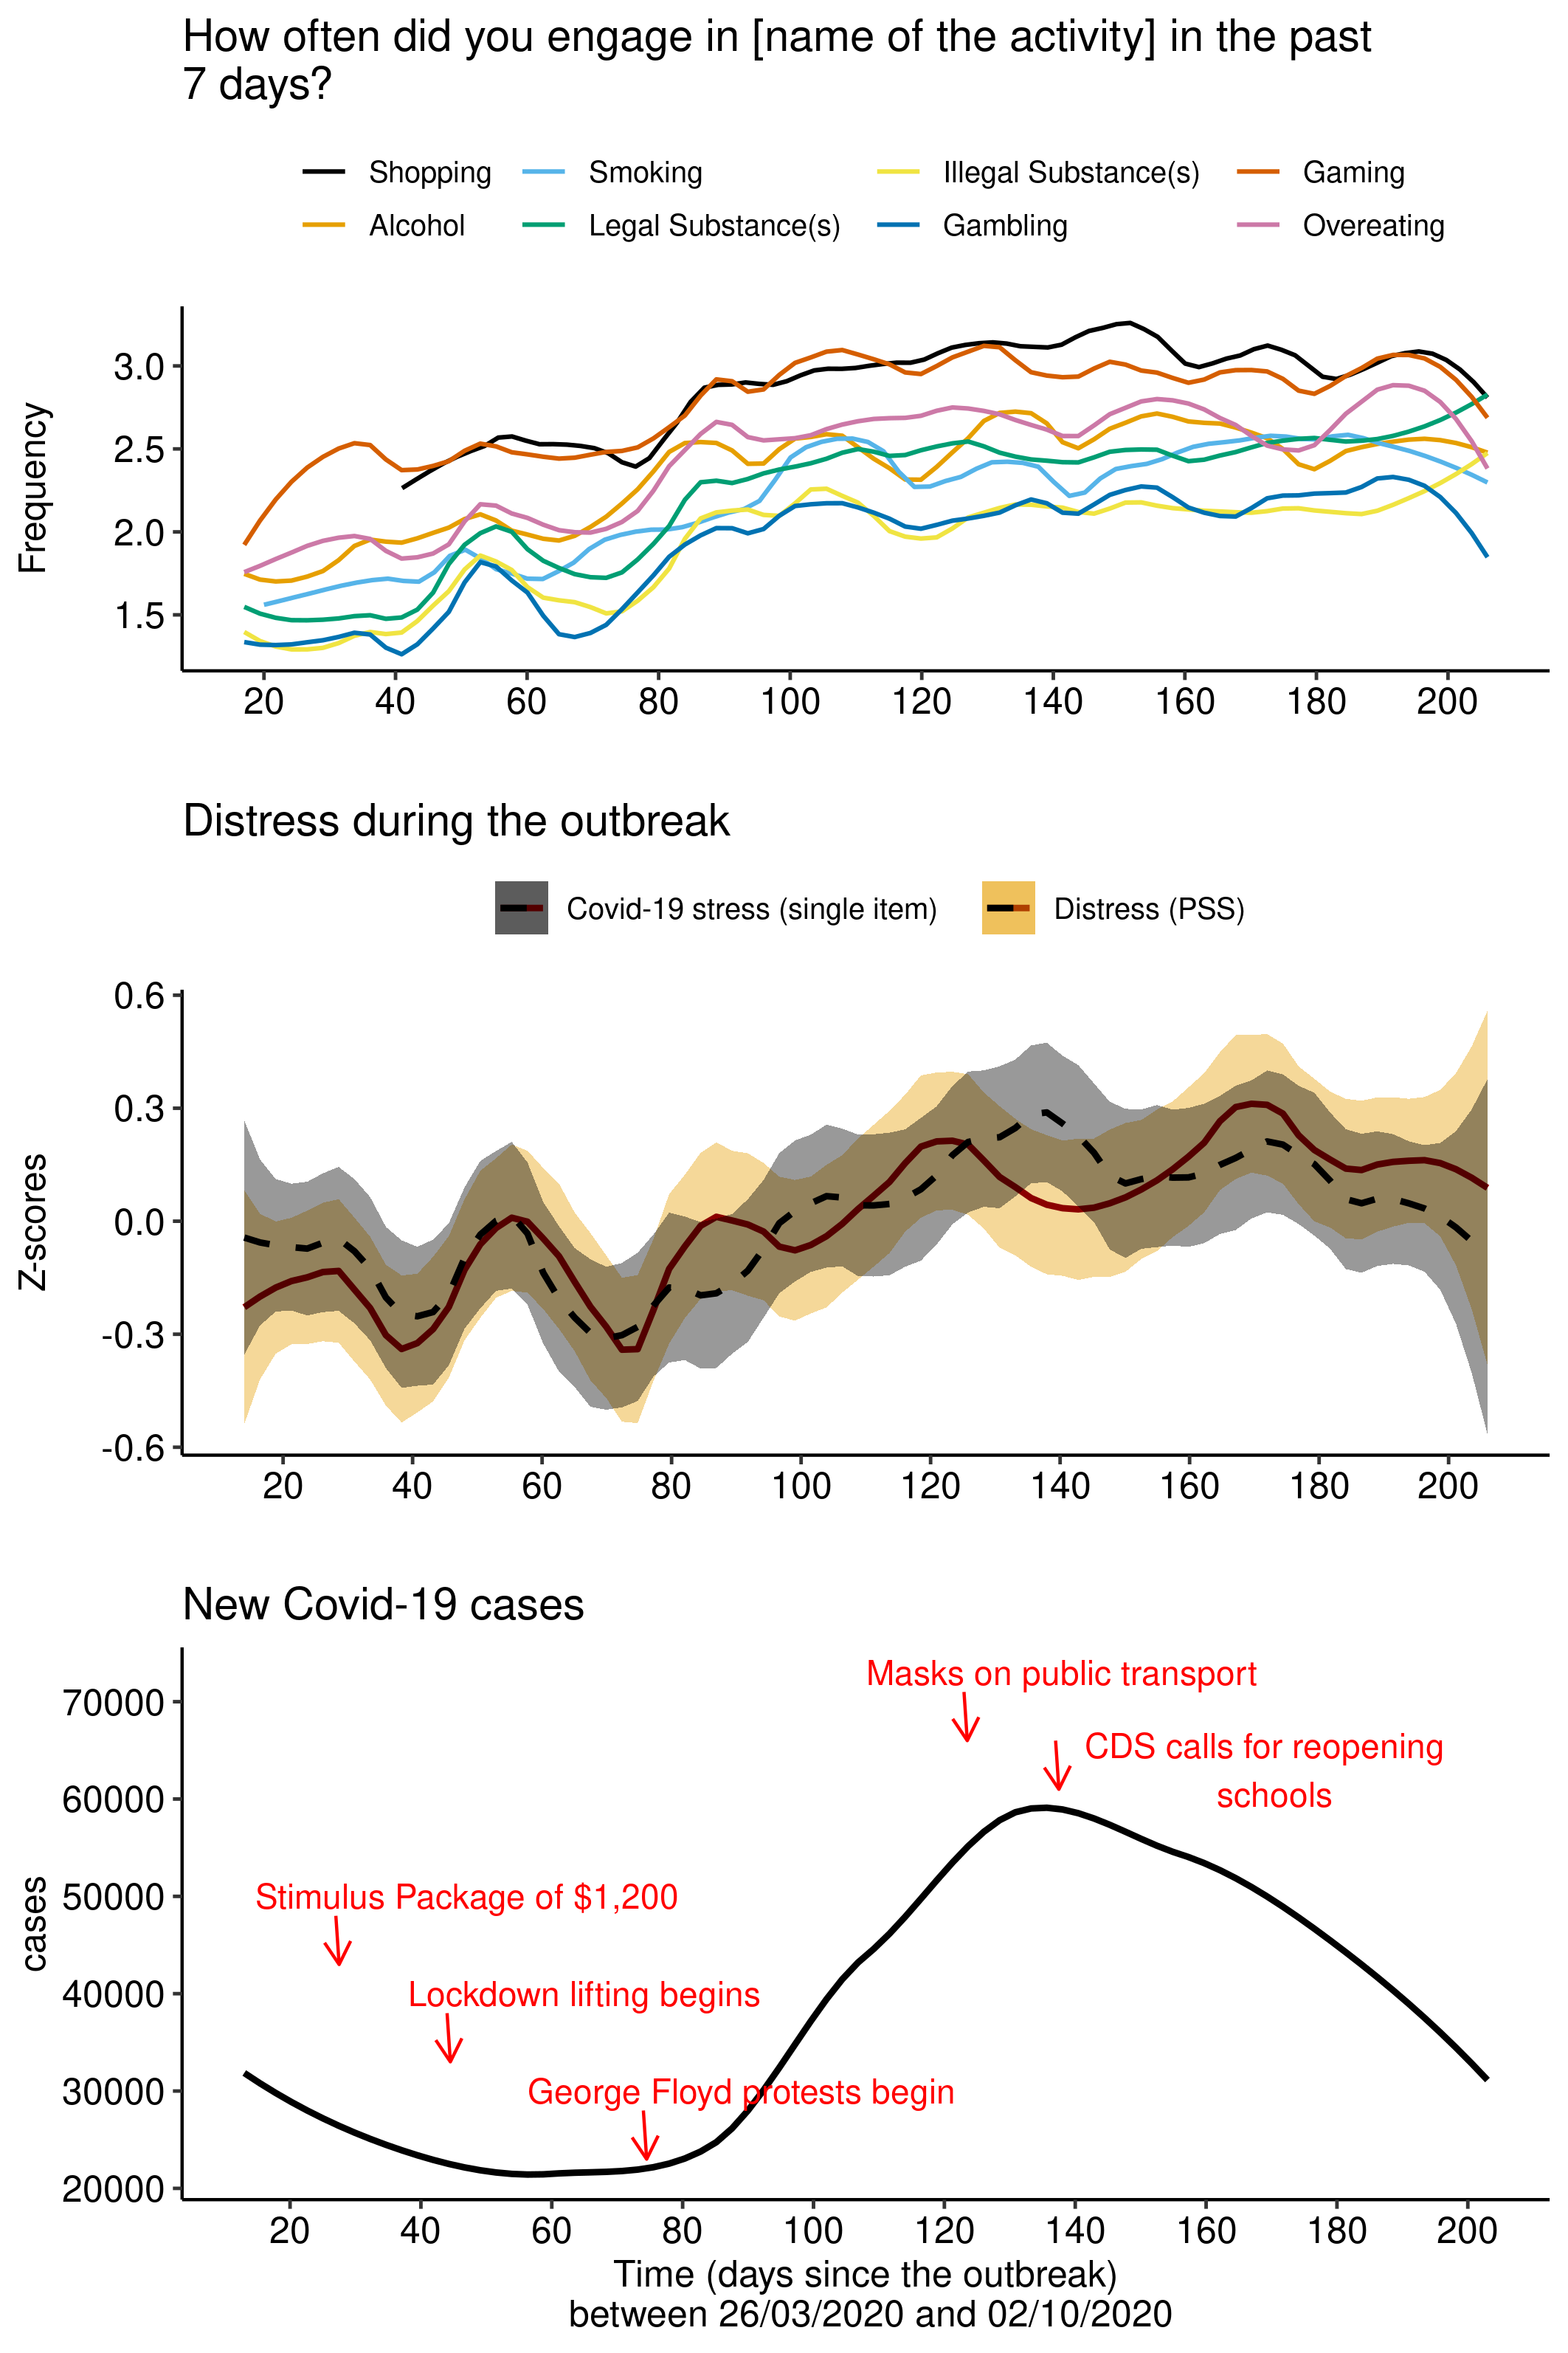 How often did you engage in [name of the activity] in the past
7 days?
Shopping Smoking Illegal Substance(s) Gaming
Alcohol Legal Substance(s) Gambling Overeating
Frequency
3.0
2.5
2.0
1.5
20 40 60 80 100 120 140 160 180 200
Distress during the outbreak
Covid-19 stress (single item) Distress (PSS)
Z-scores
0.6
0.3
0.0
-0.3
-0.6
20 40 60 80 100 120 140 160 180 200
New Covid-19 cases
cases
Masks on public transport
70000
CDS calls for reopening
schools
60000
Stimulus Package of $1,200
50000
Lockdown lifting begins
40000
George Floyd protests begin
30000
20000
20 40 60 80 100 120 140 160 180 200
Time (days since the outbreak)
between 26/03/2020 and 02/10/2020